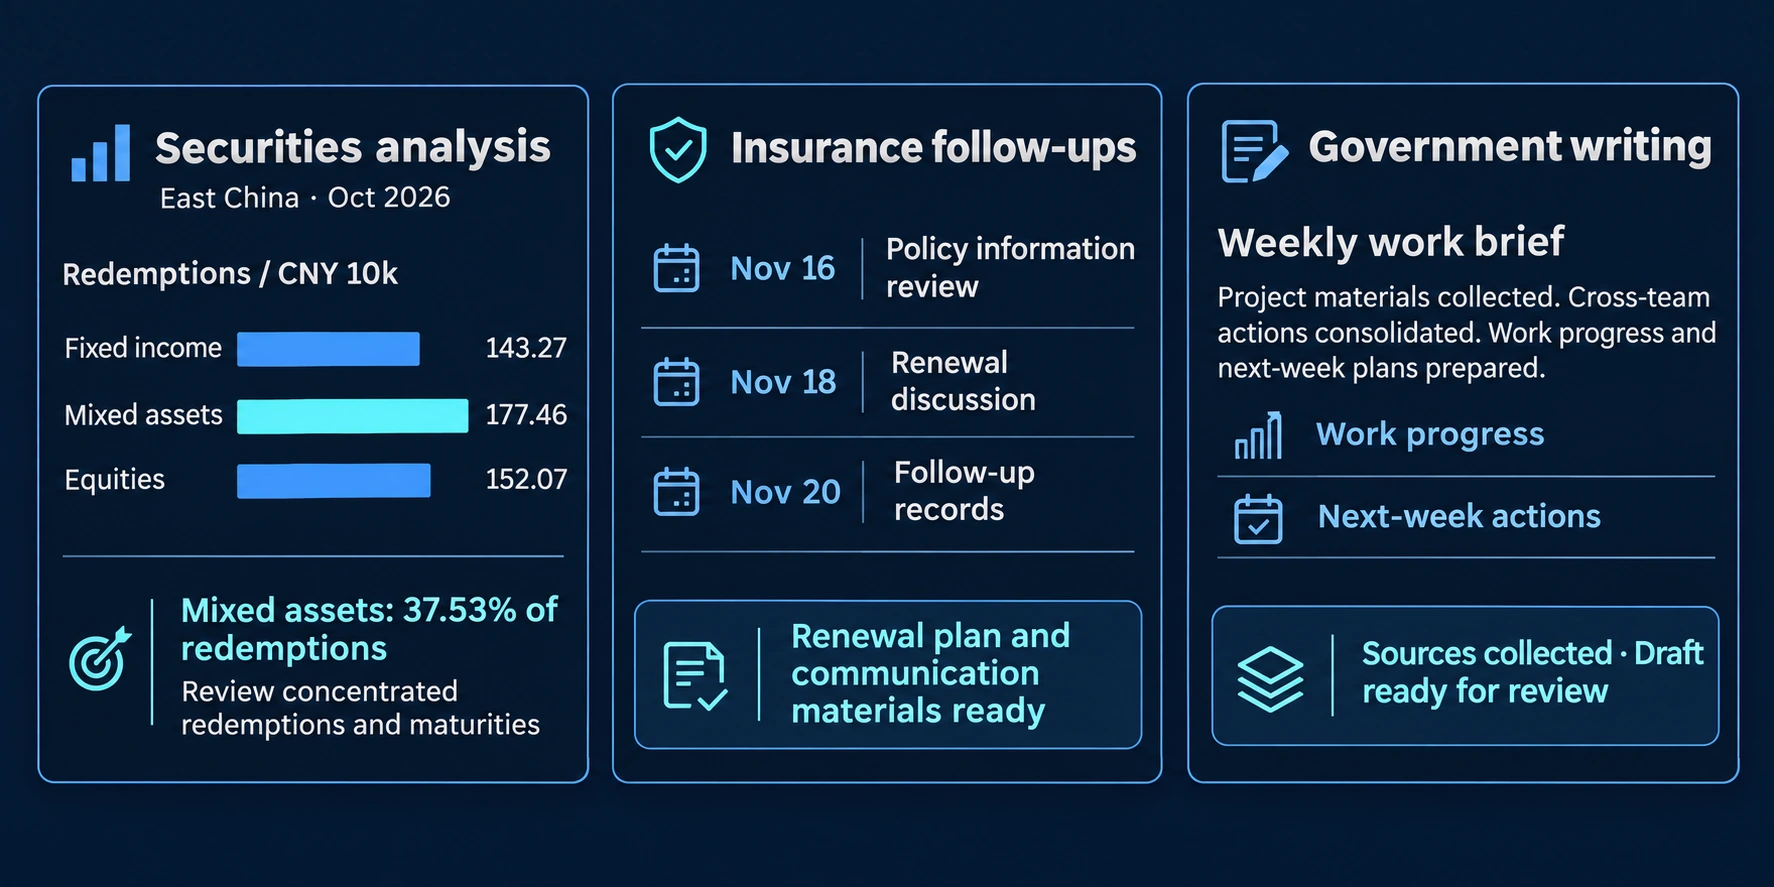 Securities analysis
East China · Oct 2026
Redemptions / CNY 10k
Fixed income 143.27
Mixed assets 177.46
Equities 152.07
Mixed assets: 37.53% of
redemptions
Review concentrated
redemptions and maturities
Insurance follow-ups
Nov 16
Policy information
review
Nov 18
Renewal
discussion
Nov 20
Follow-up
records
Renewal plan and
communication
materials ready
Government writing
Weekly work brief
Project materials collected. Cross-team
actions consolidated. Work progress and
next-week plans prepared.
Work progress
Next-week actions
Sources collected · Draft
ready for review